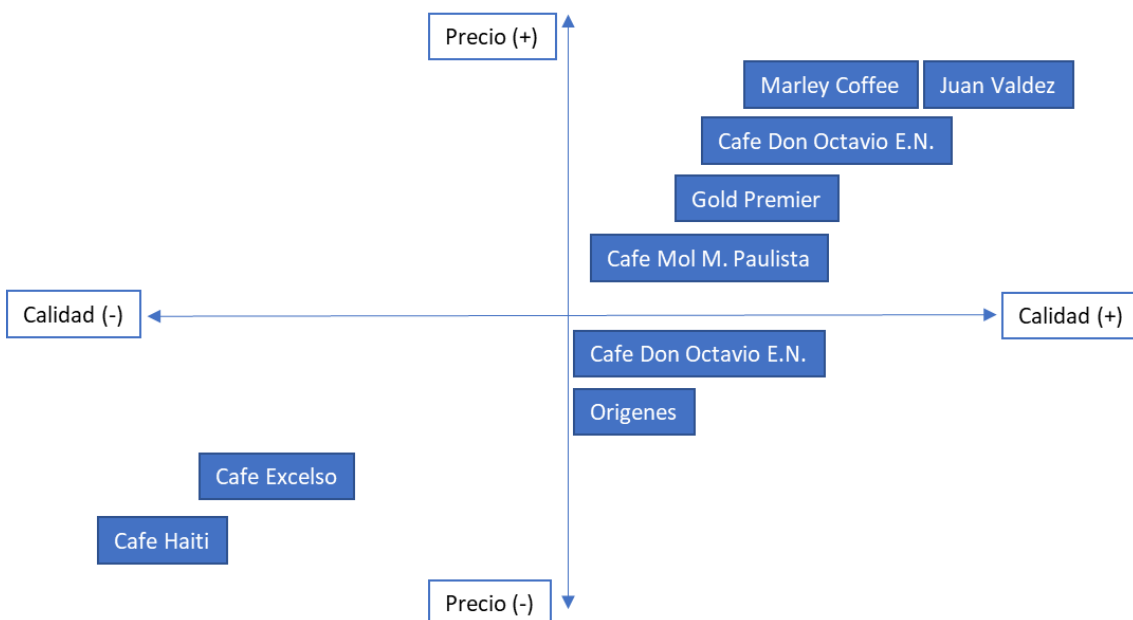 Precio (+)
Marley Coffee
Juan Valdez
Cafe Don Octavio E.N.
Gold Premier
Cafe Mol M. Paulista
Calidad (-)
Calidad (+)
Cafe Don Octavio E.N.
Origenes
Cafe Excelso
Cafe Haiti
Precio (-)